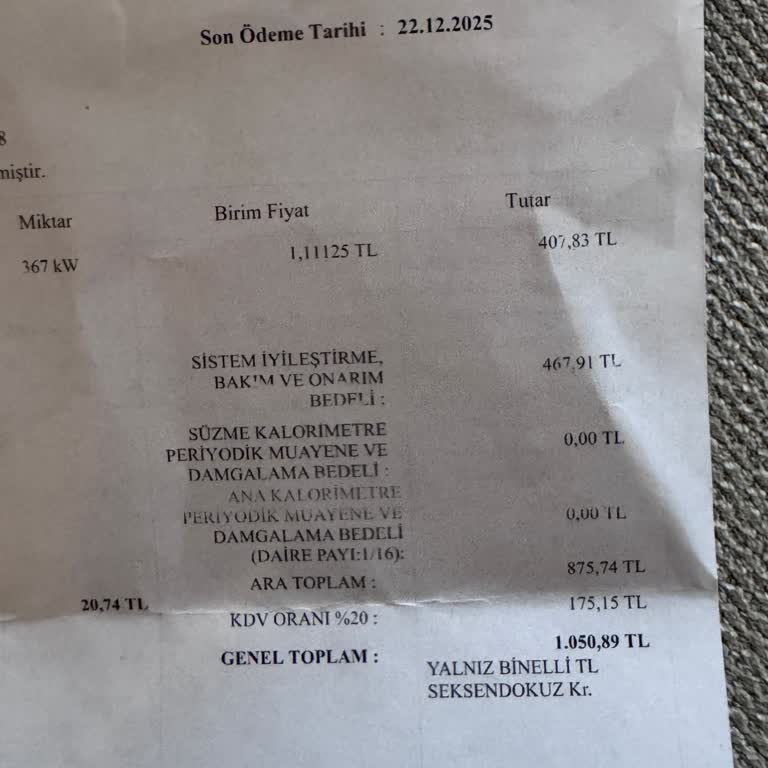 Son Ödeme Tarihi : 22.12.2025
8
miştir.
Miktar Birim Fiyat Tutar
367 kW 1,11125 TL 407,83 TL
SİSTEM İYİLEŞTİRME,
BAKIM VE ONARIM 467,91 TL
BEDELİ :
SÜZME KALORİMETRE
PERİYODİK MUAYENE VE 0,00 TL
DAMGALAMA BEDELİ :
ANA KALORİMETRE
PERİYODİK MUAYENE VE 0,00 TL
DAMGALAMA BEDELİ
(DAİRE PAYI:1/16):
ARA TOPLAM : 875,74 TL
20,74 TL KDV ORANI %20 : 175,15 TL
GENEL TOPLAM : 1.050,89 TL
YALNIZ BİNELLİ TL
SEKSENDOKUZ Kr.